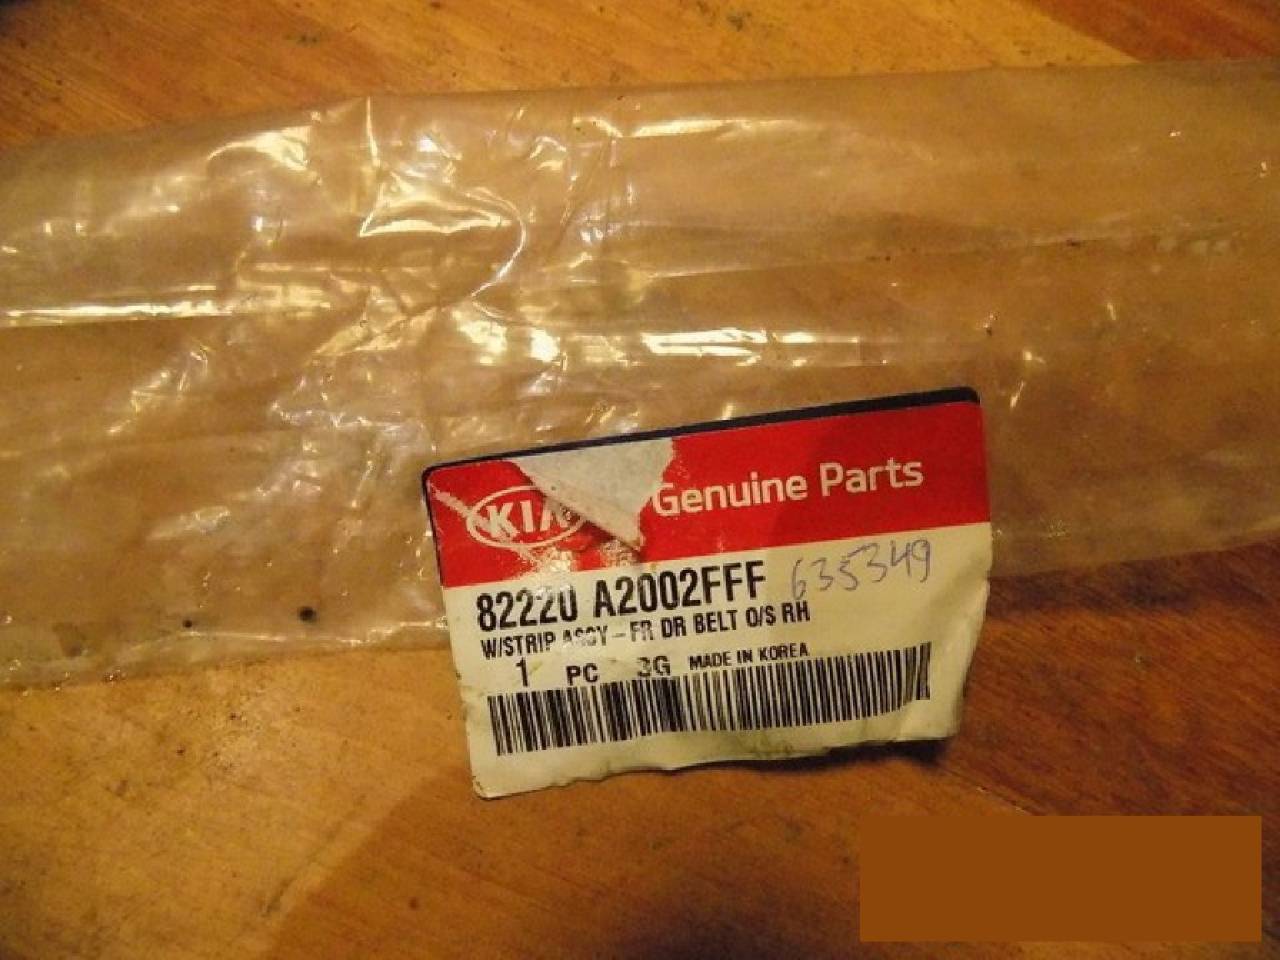 KIA Genuine Parts
82220 A2002FFF 635349
W/STRIP ASSY-FR DR BELT O/S RH
1 PC 3G MADE IN KOREA